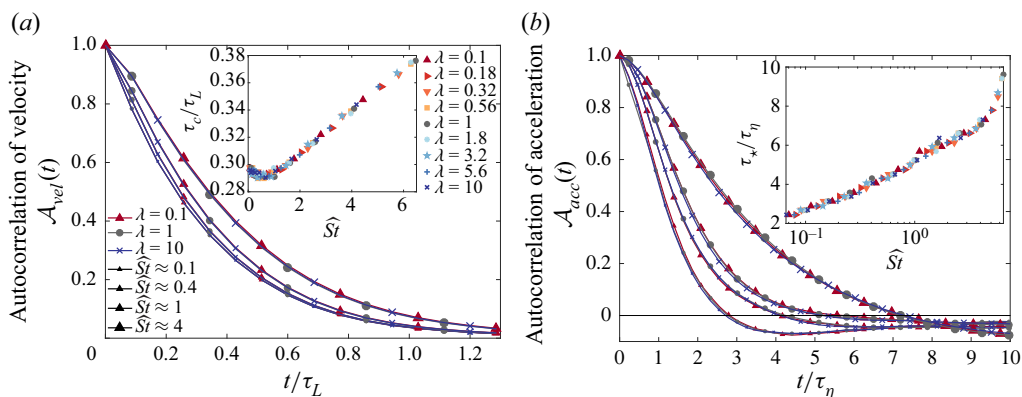 (a)
Autocorrelation of velocity
𝒜vel(t)
1.0
0.8
0.6
0.4
0.2
0
0.2
0.4
0.6
0.8
1.0
1.2
t/τL
λ = 0.1
λ = 1
λ = 10
Ŝt ≈ 0.1
Ŝt ≈ 0.4
Ŝt ≈ 1
Ŝt ≈ 4
τc/τL
0.38
0.36
0.34
0.32
0.30
0.28
0
2
4
6
Ŝt
λ = 0.1
λ = 0.18
λ = 0.32
λ = 0.56
λ = 1
λ = 1.8
λ = 3.2
λ = 5.6
λ = 10
(b)
Autocorrelation of acceleration
𝒜acc(t)
1.0
0.8
0.6
0.4
0.2
0
0
1
2
3
4
5
6
7
8
9
10
t/τη
τ⋆/τη
10
8
6
4
2
10⁻¹
10⁰
Ŝt